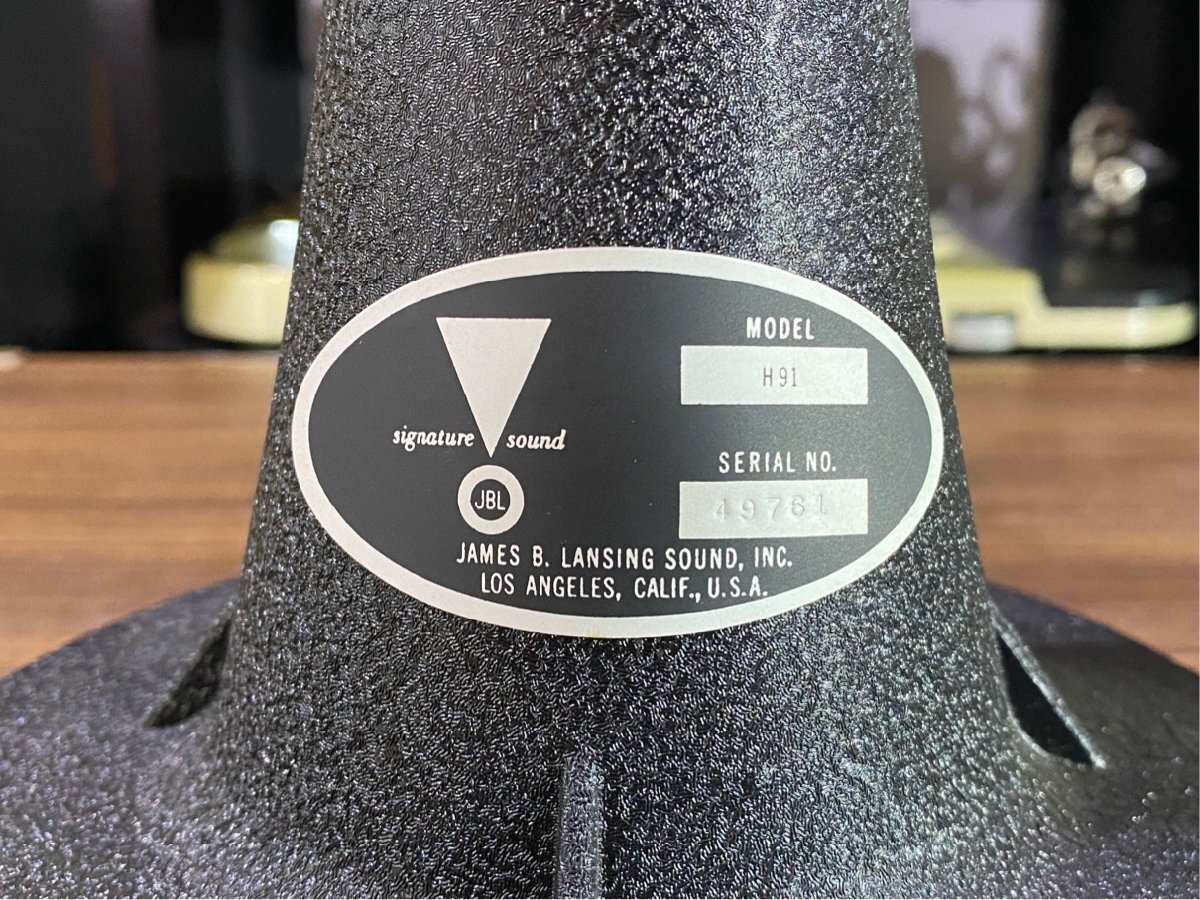 signature sound
JBL
MODEL
H91
SERIAL NO.
49761
JAMES B. LANSING SOUND, INC.
LOS ANGELES, CALIF., U.S.A.